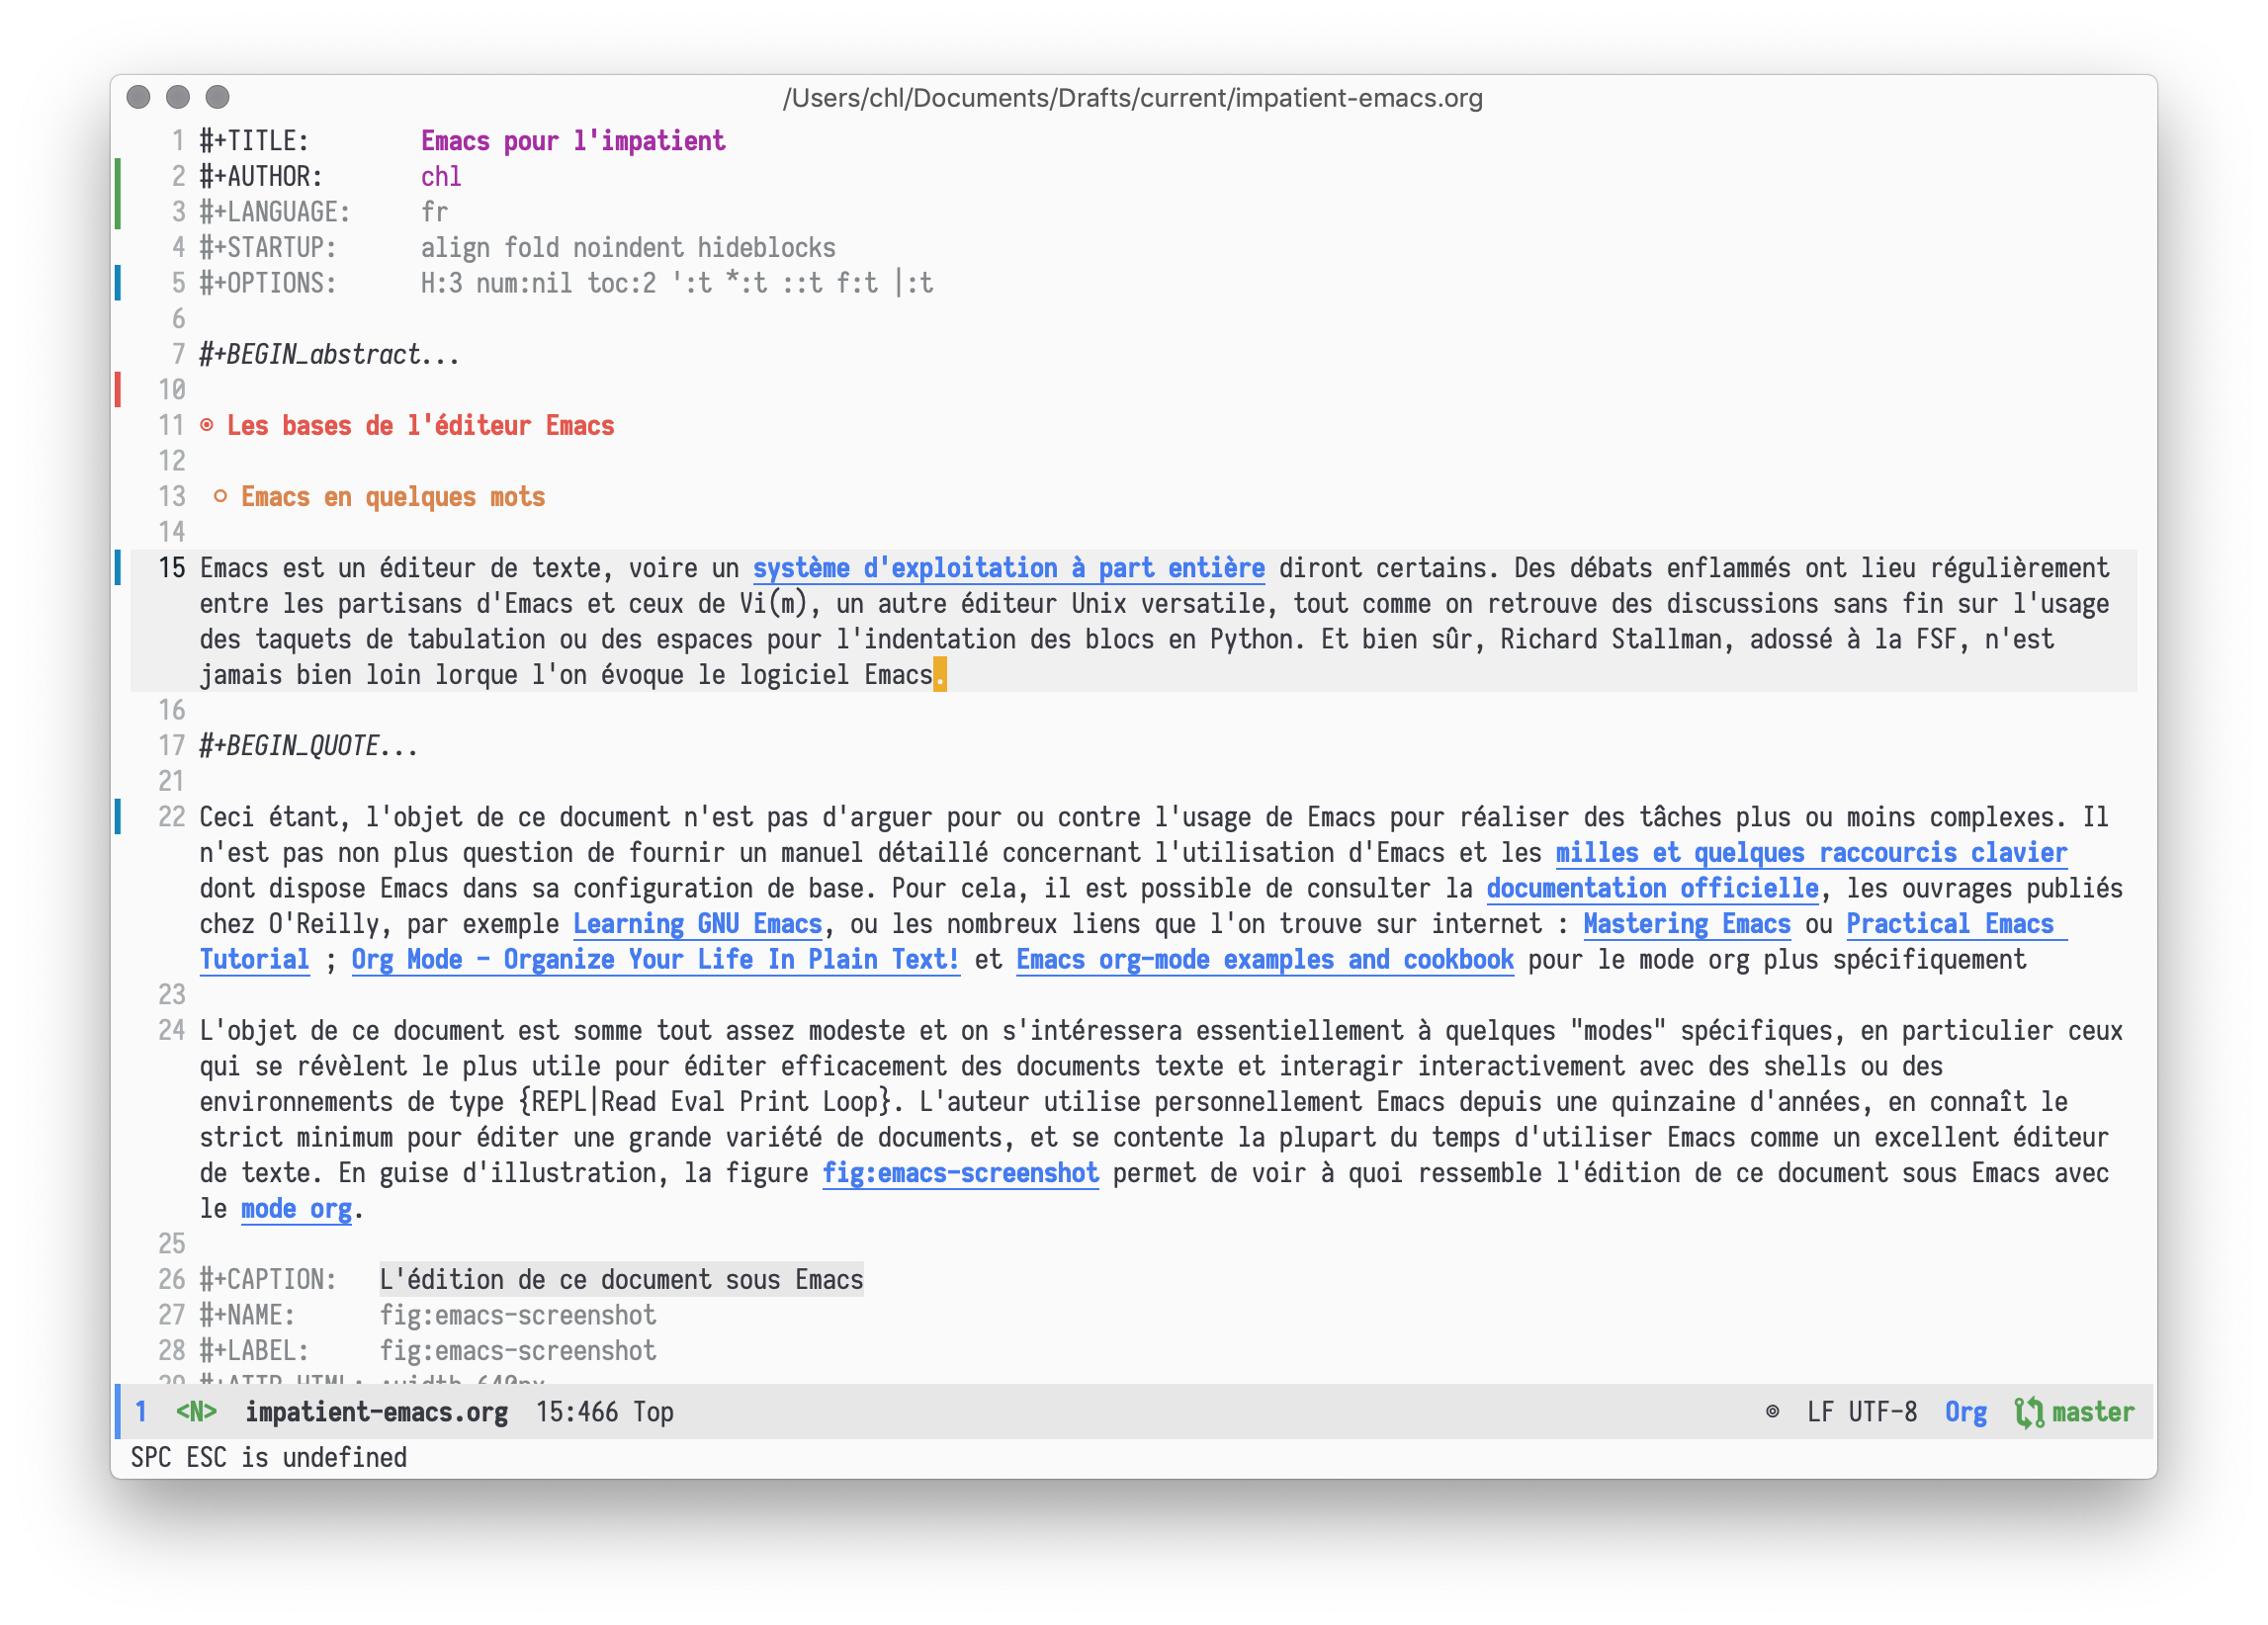 /Users/chl/Documents/Drafts/current/impatient-emacs.org
1 #+TITLE: Emacs pour l'impatient
2 #+AUTHOR: chl
3 #+LANGUAGE: fr
4 #+STARTUP: align fold noindent hideblocks
5 #+OPTIONS: H:3 num:nil toc:2 ':t *:t ::t f:t |:t
6
7 #+BEGIN_abstract...
10
11 Les bases de l'éditeur Emacs
12
13 Emacs en quelques mots
14
15 Emacs est un éditeur de texte, voire un système d'exploitation à part entière diront certains. Des débats enflammés ont lieu régulièrement
entre les partisans d'Emacs et ceux de Vi(m), un autre éditeur Unix versatile, tout comme on retrouve des discussions sans fin sur l'usage
des taquets de tabulation ou des espaces pour l'indentation des blocs en Python. Et bien sûr, Richard Stallman, adossé à la FSF, n'est
jamais bien loin lorque l'on évoque le logiciel Emacs.
16
17 #+BEGIN_QUOTE...
21
22 Ceci étant, l'objet de ce document n'est pas d'arguer pour ou contre l'usage de Emacs pour réaliser des tâches plus ou moins complexes. Il
n'est pas non plus question de fournir un manuel détaillé concernant l'utilisation d'Emacs et les milles et quelques raccourcis clavier
dont dispose Emacs dans sa configuration de base. Pour cela, il est possible de consulter la documentation officielle, les ouvrages publiés
chez O'Reilly, par exemple Learning GNU Emacs, ou les nombreux liens que l'on trouve sur internet : Mastering Emacs ou Practical Emacs
Tutorial ; Org Mode - Organize Your Life In Plain Text! et Emacs org-mode examples and cookbook pour le mode org plus spécifiquement
23
24 L'objet de ce document est somme tout assez modeste et on s'intéressera essentiellement à quelques "modes" spécifiques, en particulier ceux
qui se révèlent le plus utile pour éditer efficacement des documents texte et interagir interactivement avec des shells ou des
environnements de type {REPL|Read Eval Print Loop}. L'auteur utilise personnellement Emacs depuis une quinzaine d'années, en connaît le
strict minimum pour éditer une grande variété de documents, et se contente la plupart du temps d'utiliser Emacs comme un excellent éditeur
de texte. En guise d'illustration, la figure fig:emacs-screenshot permet de voir à quoi ressemble l'édition de ce document sous Emacs avec
le mode org.
25
26 #+CAPTION: L'édition de ce document sous Emacs
27 #+NAME: fig:emacs-screenshot
28 #+LABEL: fig:emacs-screenshot
29 #+ATTR_HTML: :width 640px
1 <N> impatient-emacs.org 15:466 Top LF UTF-8 Org master
SPC ESC is undefined